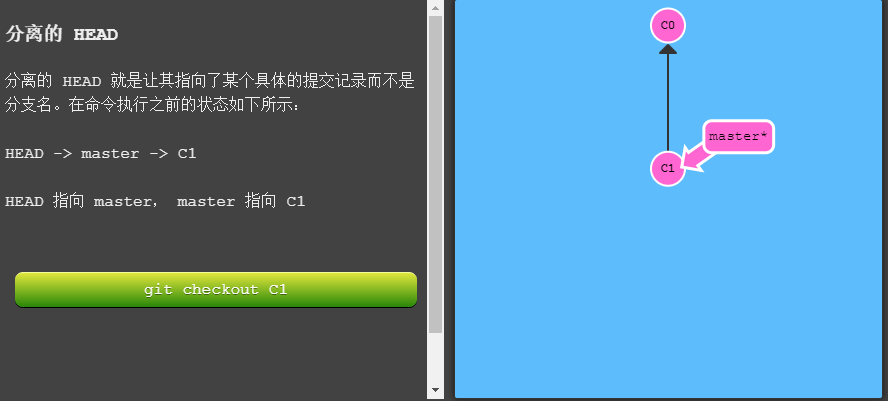 分离的 HEAD
分离的 HEAD 就是让其指向了某个具体的提交记录而不是
分支名。在命令执行之前的状态如下所示:
HEAD -> master -> C1
HEAD 指向 master, master 指向 C1
git checkout C1
C0
master*
C1